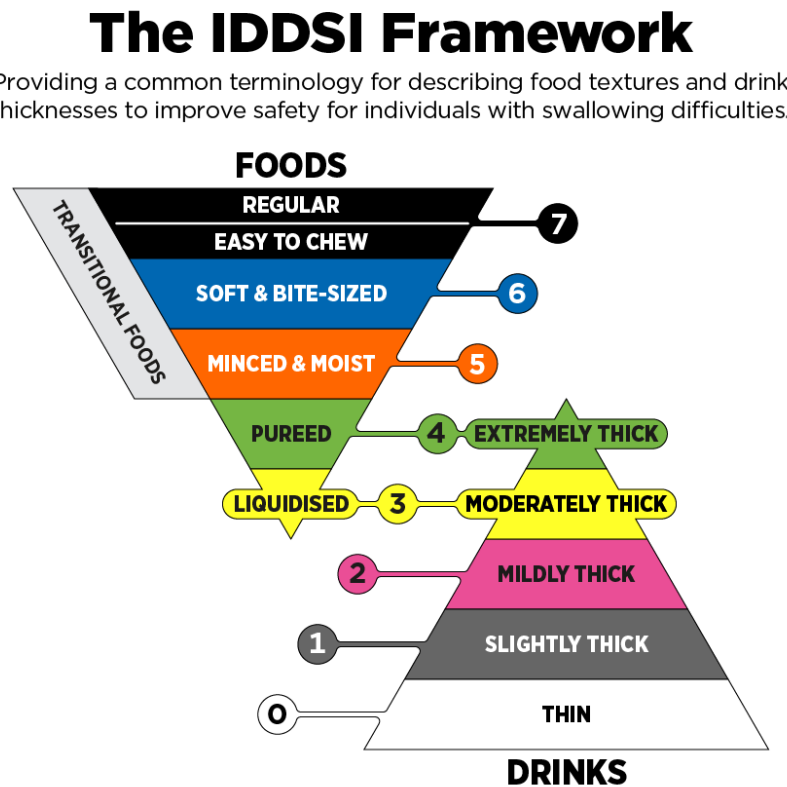 The IDDSI Framework
Providing a common terminology for describing food textures and drink
hicknesses to improve safety for individuals with swallowing difficulties.
FOODS
TRANSITIONAL FOODS
REGULAR
EASY TO CHEW
7
SOFT & BITE-SIZED
6
MINCED & MOIST
5
PUREED
4
EXTREMELY THICK
LIQUIDISED
3
MODERATELY THICK
2
MILDLY THICK
1
SLIGHTLY THICK
0
THIN
DRINKS